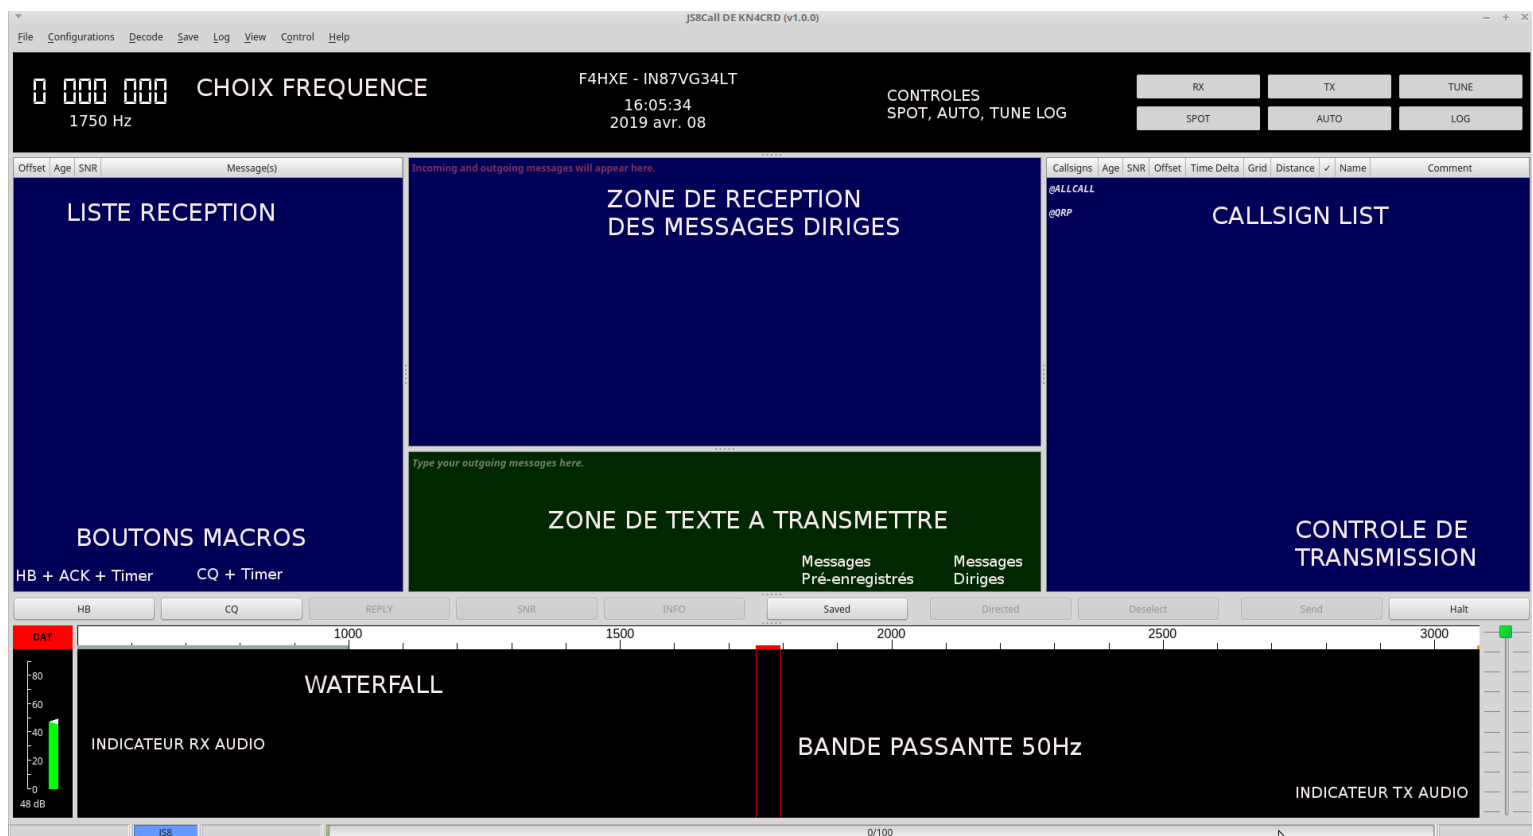 JS8Call DE KN4CRD (v1.0.0)
File Configurations Decode Save Log View Control Help
0 000 000
CHOIX FREQUENCE
1750 Hz
F4HXE - IN87VG34LT
16:05:34
2019 avr. 08
CONTROLES
SPOT, AUTO, TUNE LOG
RX TX TUNE
SPOT AUTO LOG
Offset Age SNR Message(s)
LISTE RECEPTION
BOUTONS MACROS
HB + ACK + Timer CQ + Timer
Incoming and outgoing messages will appear here.
ZONE DE RECEPTION
DES MESSAGES DIRIGES
Type your outgoing messages here.
ZONE DE TEXTE A TRANSMETTRE
Messages
Pré-enregistrés
Messages
Diriges
Callsigns Age SNR Offset Time Delta Grid Distance ✓ Name Comment
@ALLCALL
@QRP
CALLSIGN LIST
CONTROLE DE
TRANSMISSION
HB CQ REPLY SNR INFO Saved Directed Deselect Send Halt
CAT
1000 1500 2000 2500 3000
80
60
40
20
0
48 dB
WATERFALL
INDICATEUR RX AUDIO
BANDE PASSANTE 50Hz
INDICATEUR TX AUDIO
JS8
0/100